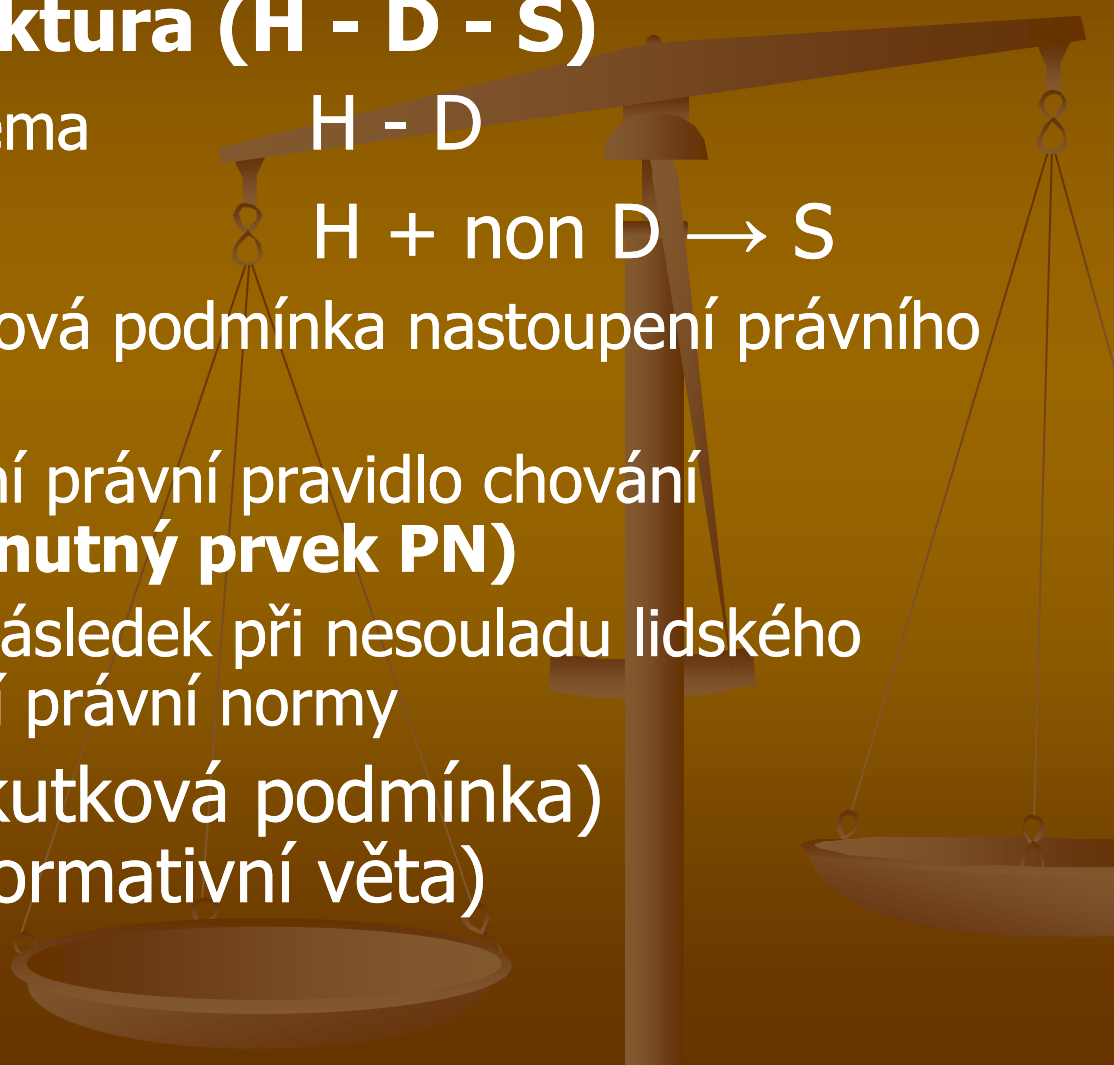 ktura (H - D - S)
ema H - D
H + non D → S
ová podmínka nastoupení právního
ní právní pravidlo chování
nutný prvek PN)
ásledek při nesouladu lidského
í právní normy
kutková podmínka)
ormativní věta)